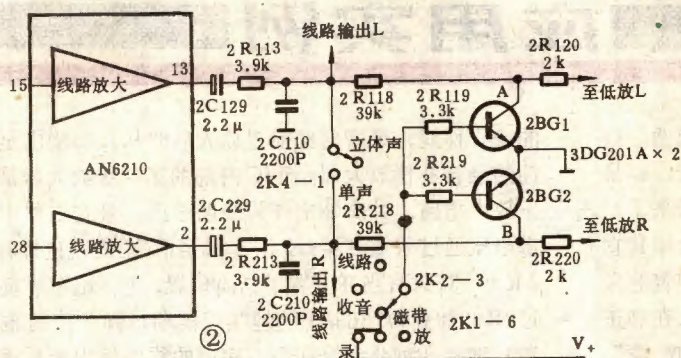 线路输出L
2R113
3.9k
2R120
2k
15
线路放大
13
A
至低放L
2C129
2.2μ
2R118
39k
2R119
3.3k
2BG1
2C110
2200P
立体声
3DG201A×2
AN6210
2K4—1
单声
2R219
3.3k
2BG2
2C229
2.2μ
2R218
39k
B
28
线路放大
2
至低放R
2R213
3.9k
线路
2R220
2k
2C210
2200P
线路输出R
2K2—3
收音
磁带
放
2K1—6
录
V+
②